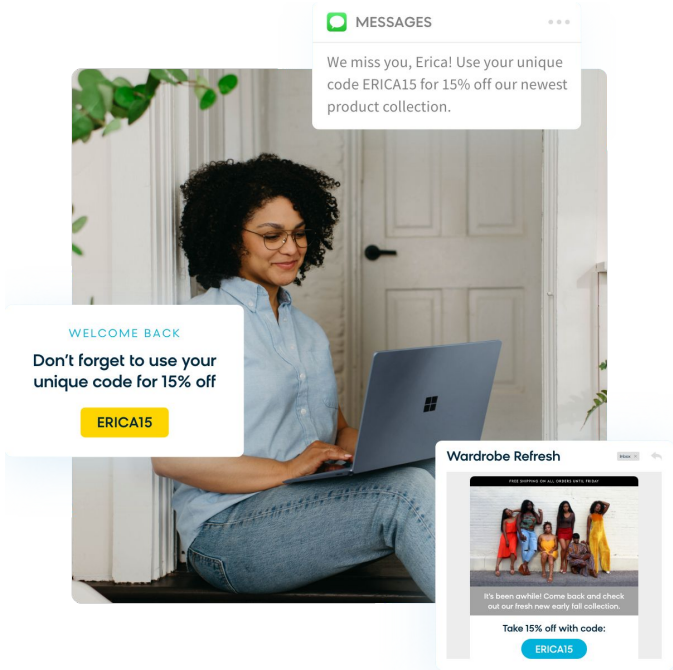 MESSAGES
We miss you, Erica! Use your unique
code ERICA15 for 15% off our newest
product collection.
WELCOME BACK
Don't forget to use your
unique code for 15% off
ERICA15
Wardrobe Refresh
Inbox
FREE SHIPPING ON ALL ORDERS UNTIL FRIDAY
It's been awhile! Come back and check
out our fresh new early fall collection.
Take 15% off with code:
ERICA15